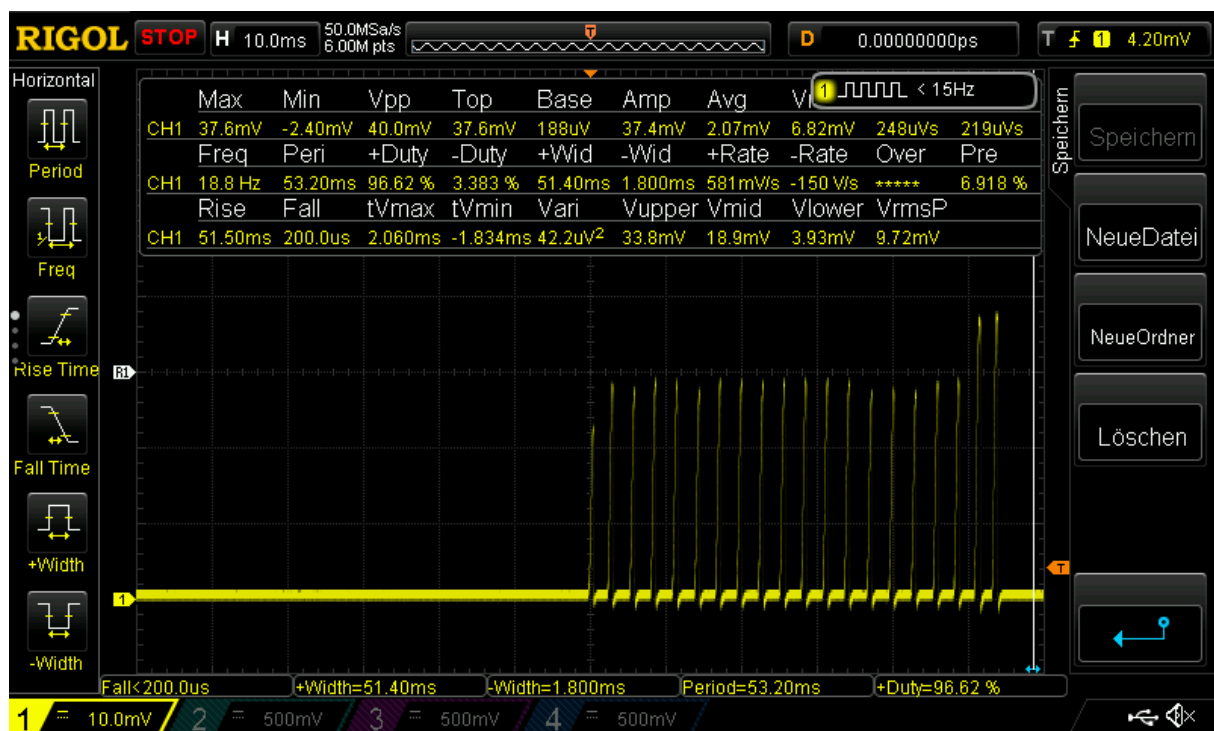 RIGOL STOP H 10.0ms 50.0MSa/s 6.00M pts T D 0.00000000ps T 1 4.20mV
Horizontal
Period
Freq
Rise Time
Fall Time
+Width
-Width
1 < 15Hz
Max Min Vpp Top Base Amp Avg
CH1 37.6mV -2.40mV 40.0mV 37.6mV 188uV 37.4mV 2.07mV 6.82mV 248uVs 219uVs
Freq Peri +Duty -Duty +Wid -Wid +Rate -Rate Over Pre
CH1 18.8 Hz 53.20ms 96.62 % 3.383 % 51.40ms 1.800ms 581mV/s -150 V/s ***** 6.918 %
Rise Fall tVmax tVmin Vari Vupper Vmid Vlower VrmsP
CH1 51.50ms 200.0us 2.060ms -1.834ms 42.2uV² 33.8mV 18.9mV 3.93mV 9.72mV
R1
1
T
Speichern
Speichern
NeueDatei
NeueOrdner
Löschen
Fall<200.0us +Width=51.40ms -Width=1.800ms Period=53.20ms +Duty=96.62 %
1 = 10.0mV 2 = 500mV 3 = 500mV 4 = 500mV